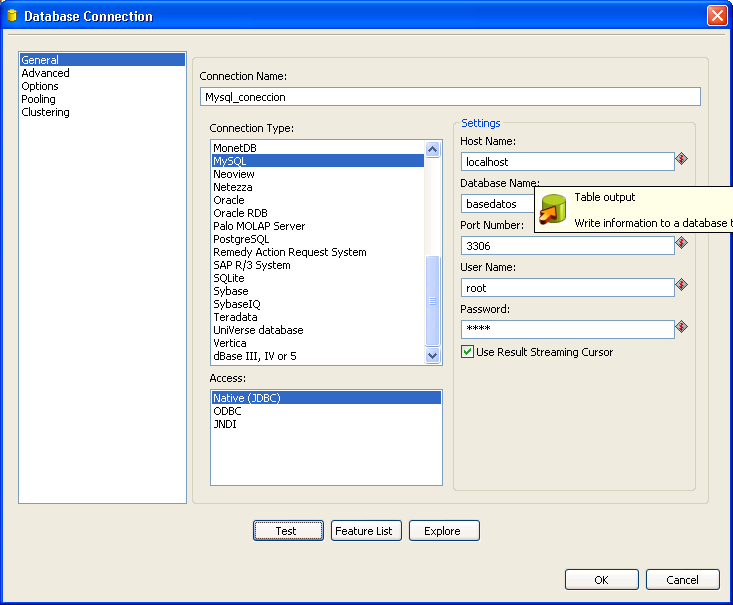 Database Connection
General
Advanced
Options
Pooling
Clustering
Connection Name:
Mysql_coneccion
Connection Type:
MonetDB
MySQL
Neoview
Netezza
Oracle
Oracle RDB
Palo MOLAP Server
PostgreSQL
Remedy Action Request System
SAP R/3 System
SQLite
Sybase
SybaseIQ
Teradata
UniVerse database
Vertica
dBase III, IV or 5
Access:
Native (JDBC)
ODBC
JNDI
Settings
Host Name:
localhost
Database Name:
basedatos
Table output
Write information to a database t
Port Number:
3306
User Name:
root
Password:
****
Use Result Streaming Cursor
Test
Feature List
Explore
OK
Cancel